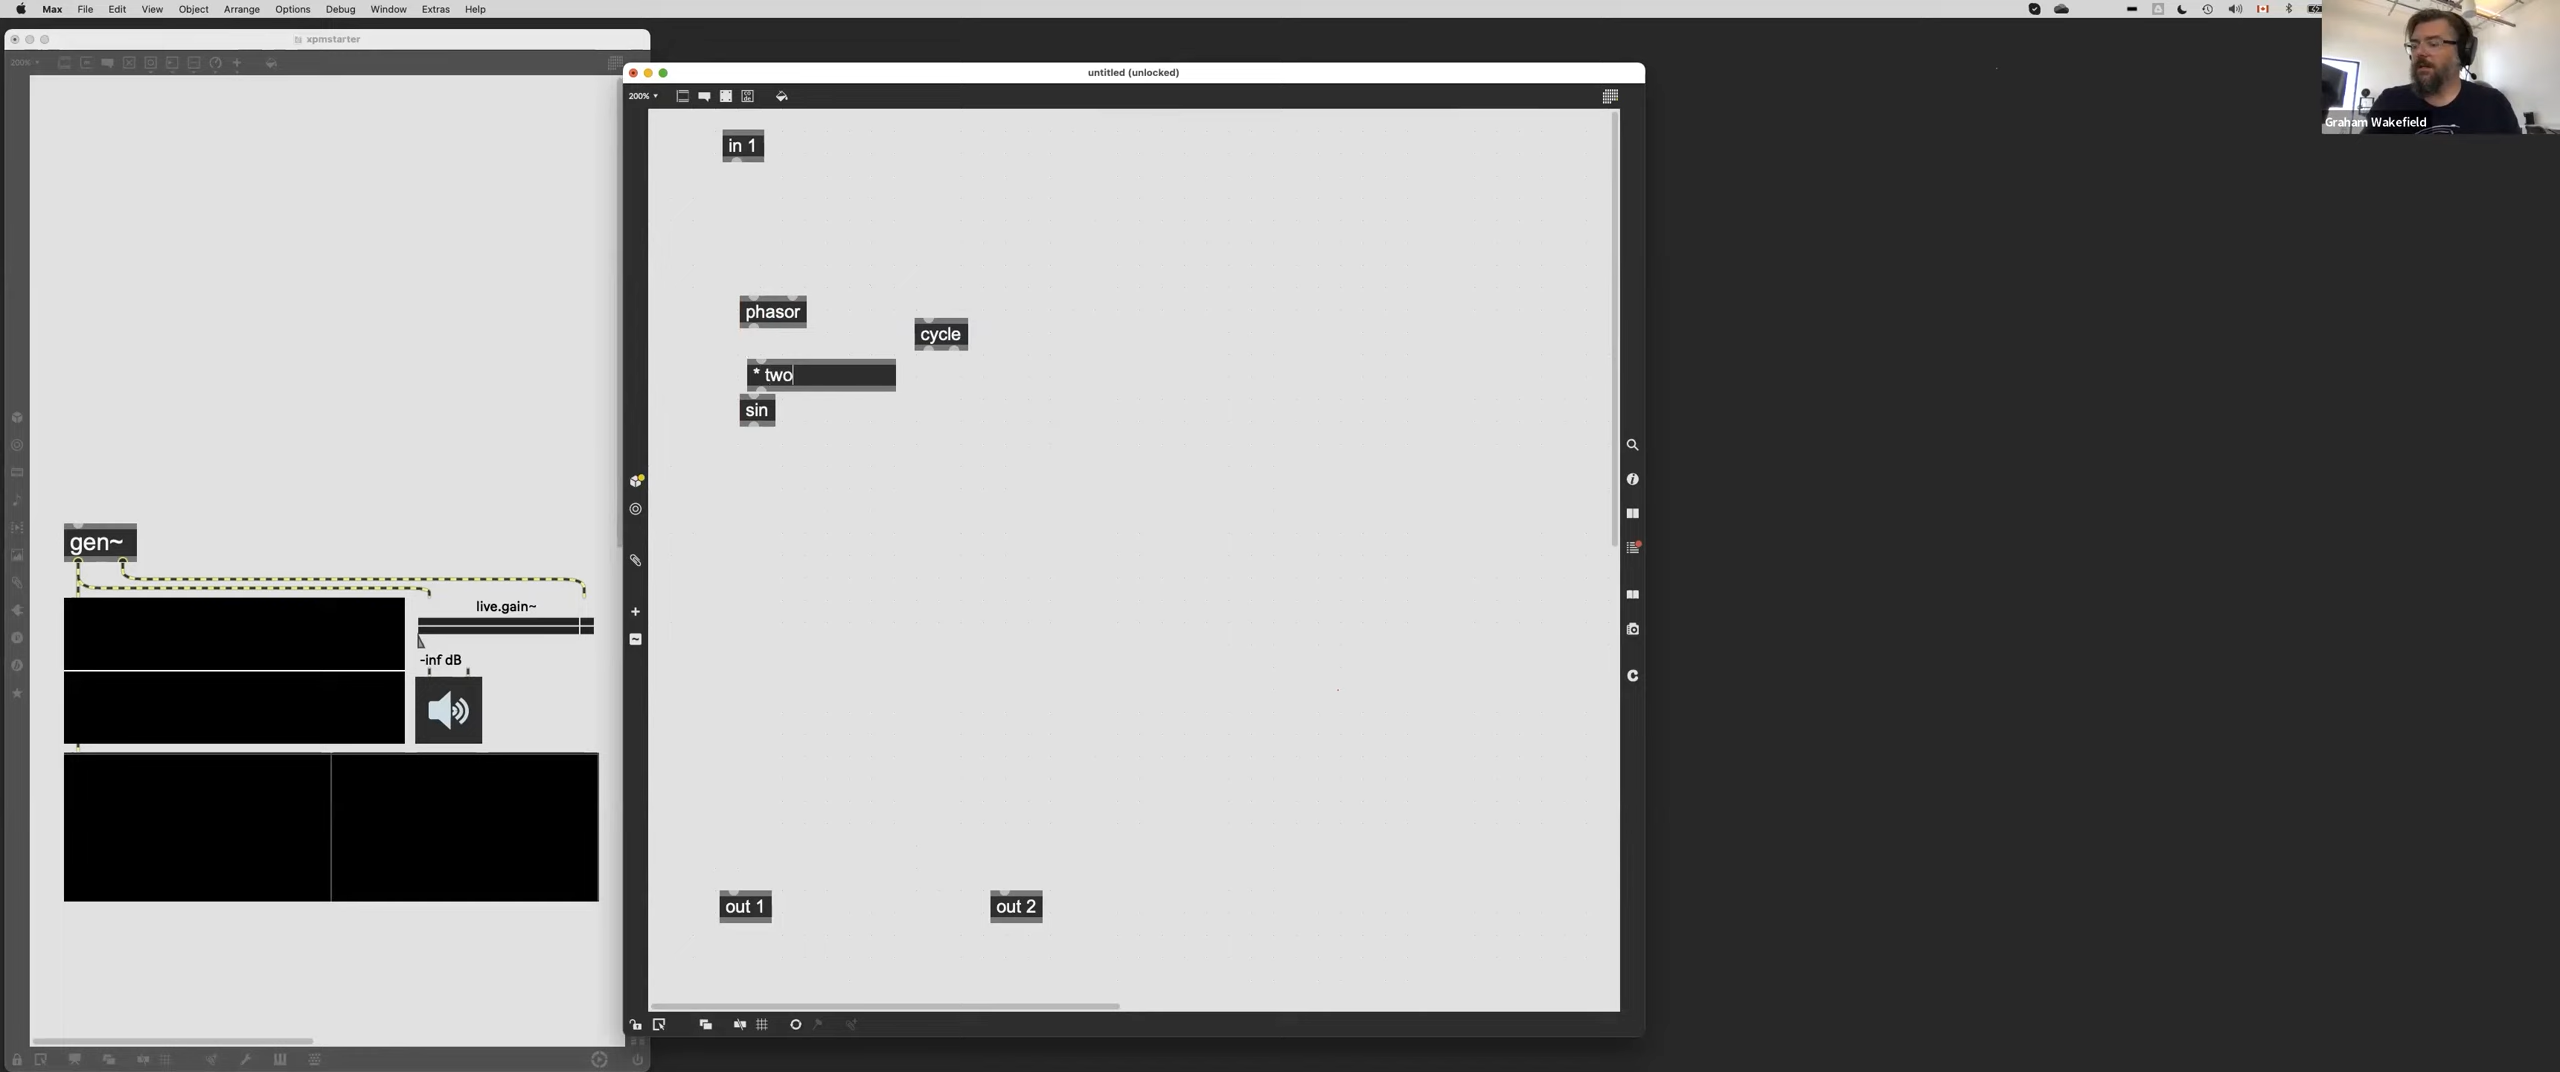 Max File Edit View Object Arrange Options Debug Window Extras Help
xpmstarter
200%
untitled (unlocked)
200%
Graham Wakefield
in 1
phasor
cycle
* two
sin
gen~
live.gain~
-inf dB
out 1
out 2